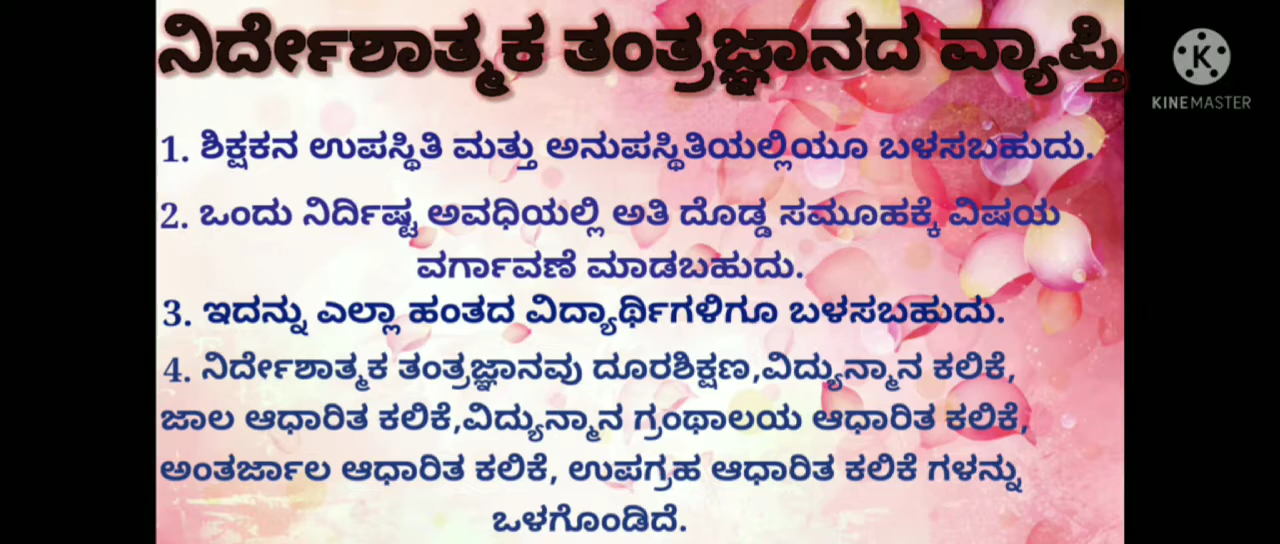 ನಿರ್ದೇಶಾತ್ಮಕ ತಂತ್ರಜ್ಞಾನದ ವ್ಯಾಪ್ತಿ
K
KINEMASTER
1. ಶಿಕ್ಷಕನ ಉಪಸ್ಥಿತಿ ಮತ್ತು ಅನುಪಸ್ಥಿತಿಯಲ್ಲಿಯೂ ಬಳಸಬಹುದು.
2. ಒಂದು ನಿರ್ದಿಷ್ಟ ಅವಧಿಯಲ್ಲಿ ಅತಿ ದೊಡ್ಡ ಸಮೂಹಕ್ಕೆ ವಿಷಯ
ವರ್ಗಾವಣೆ ಮಾಡಬಹುದು.
3. ಇದನ್ನು ಎಲ್ಲಾ ಹಂತದ ವಿದ್ಯಾರ್ಥಿಗಳಿಗೂ ಬಳಸಬಹುದು.
4. ನಿರ್ದೇಶಾತ್ಮಕ ತಂತ್ರಜ್ಞಾನವು ದೂರಶಿಕ್ಷಣ,ವಿದ್ಯುನ್ಮಾನ ಕಲಿಕೆ,
ಜಾಲ ಆಧಾರಿತ ಕಲಿಕೆ,ವಿದ್ಯುನ್ಮಾನ ಗ್ರಂಥಾಲಯ ಆಧಾರಿತ ಕಲಿಕೆ,
ಅಂತರ್ಜಾಲ ಆಧಾರಿತ ಕಲಿಕೆ, ಉಪಗ್ರಹ ಆಧಾರಿತ ಕಲಿಕೆ ಗಳನ್ನು
ಒಳಗೊಂಡಿದೆ.